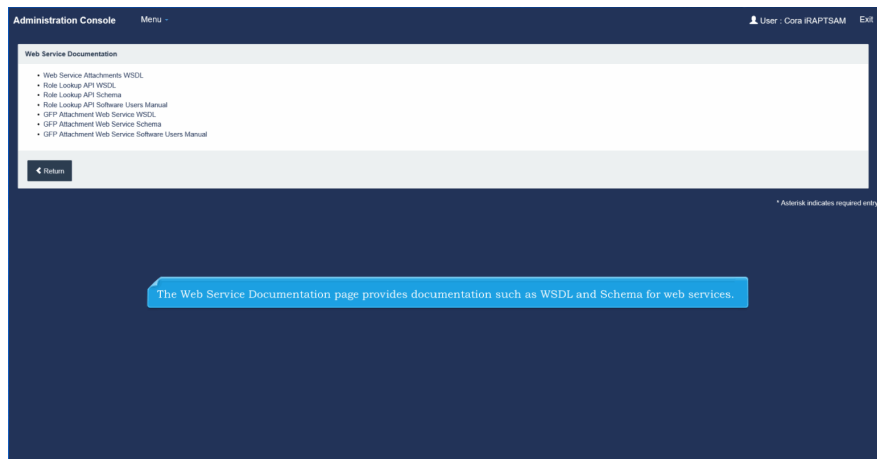 Administration Console Menu - User : Cora iRAPTSAM Exit
Web Service Documentation
• Web Service Attachments WSDL
• Role Lookup API WSDL
• Role Lookup API Schema
• Role Lookup API Software Users Manual
• GFP Attachment Web Service WSDL
• GFP Attachment Web Service Schema
• GFP Attachment Web Service Software Users Manual
Return
* Asterisk indicates required entry
The Web Service Documentation page provides documentation such as WSDL and Schema for web services.